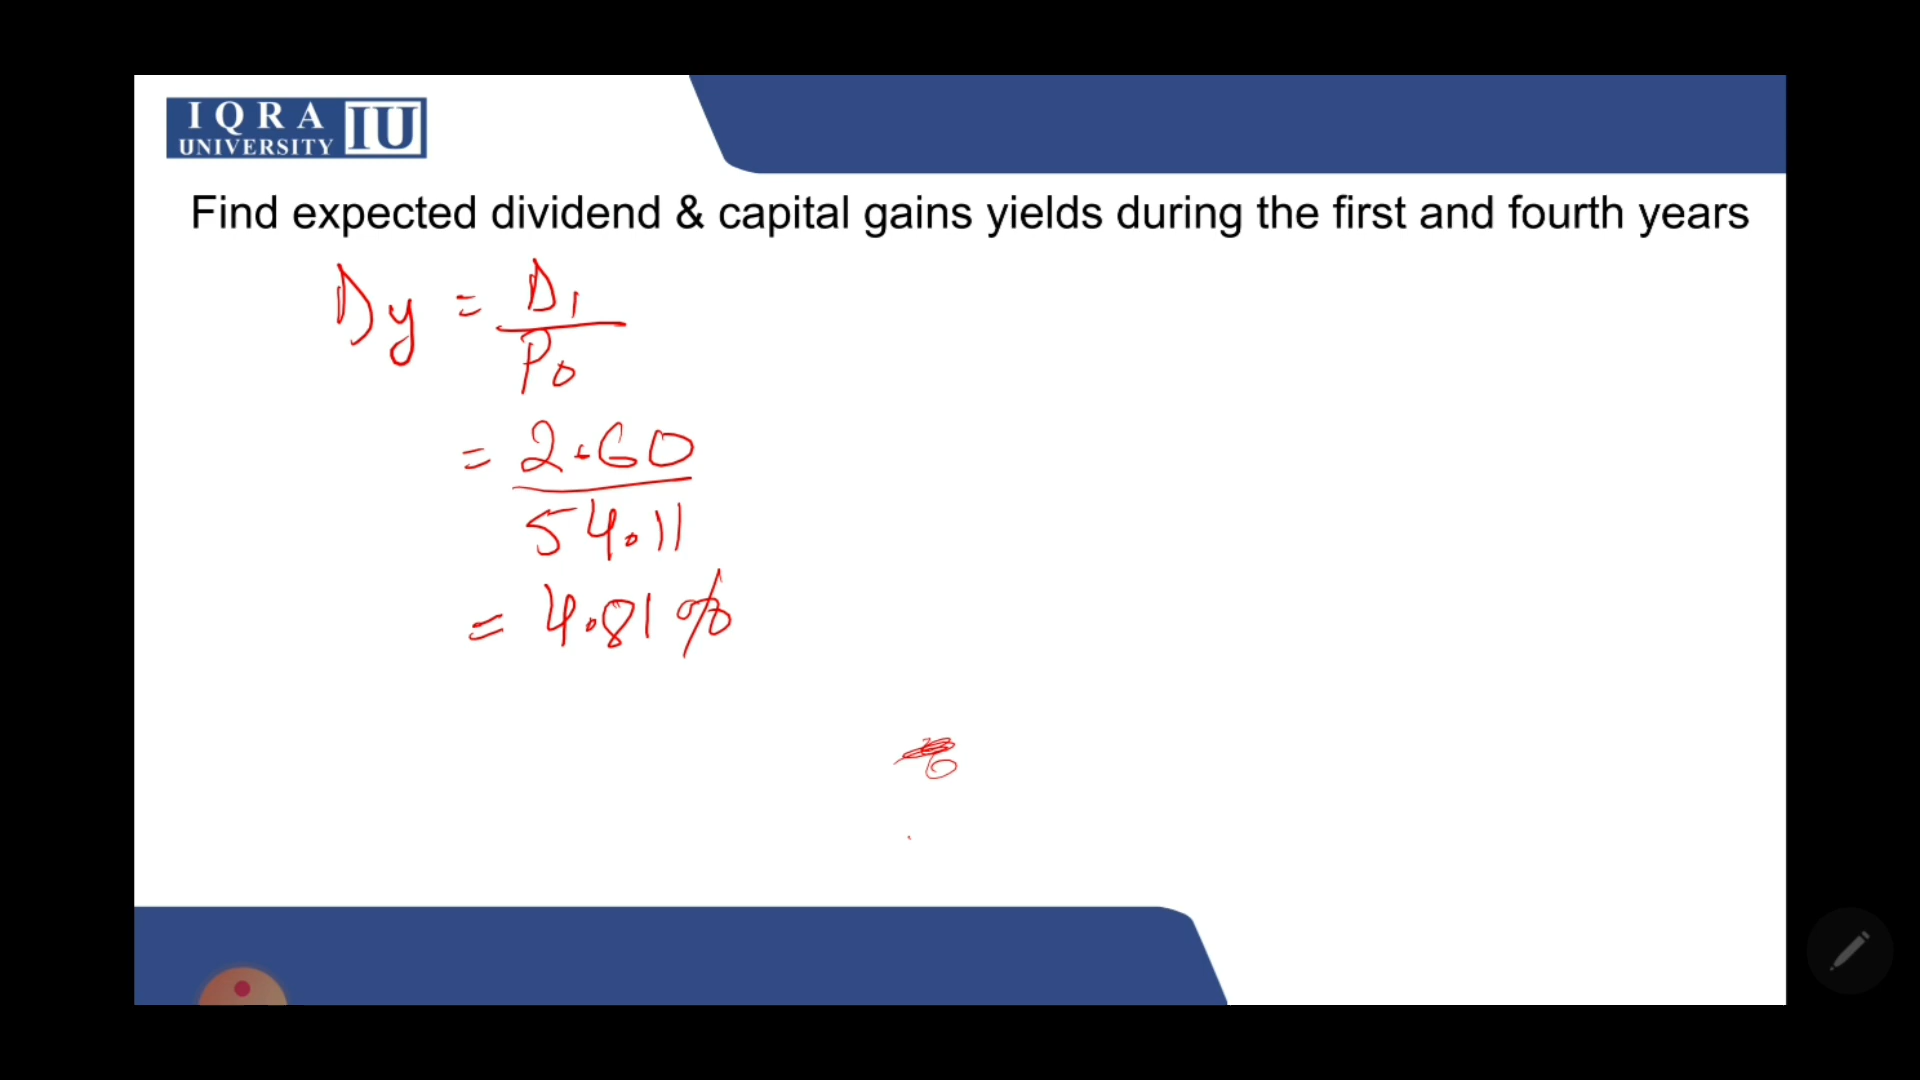 IQRA
UNIVERSITY IU
Find expected dividend & capital gains yields during the first and fourth years
Dy = D1
P0
= 2.60
54.11
= 4.81%